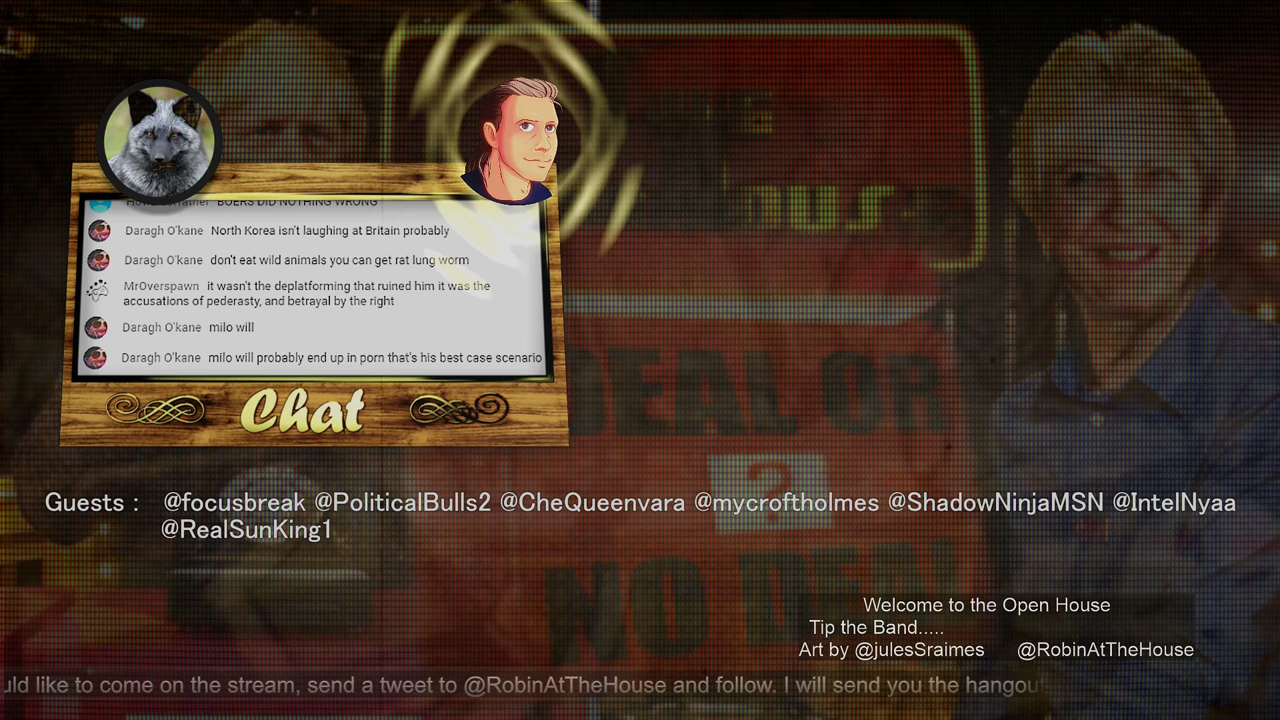 BOERS DID NOTHING WRONG
Daragh O'kane North Korea isn't laughing at Britain probably
Daragh O'kane don't eat wild animals you can get rat lung worm
MrOverspawn it wasn't the deplatforming that ruined him it was the
accusations of pederasty, and betrayal by the right
Daragh O'kane milo will
Daragh O'kane milo will probably end up in porn that's his best case scenario
Chat
DEAL OR
?
NO DEAL
Guests : @focusbreak @PoliticalBulls2 @CheQueenvara @mycroftholmes @ShadowNinjaMSN @IntelNyaa
@RealSunKing1
Welcome to the Open House
Tip the Band.....
Art by @julesSraimes @RobinAtTheHouse
uld like to come on the stream, send a tweet to @RobinAtTheHouse and follow. I will send you the hangout